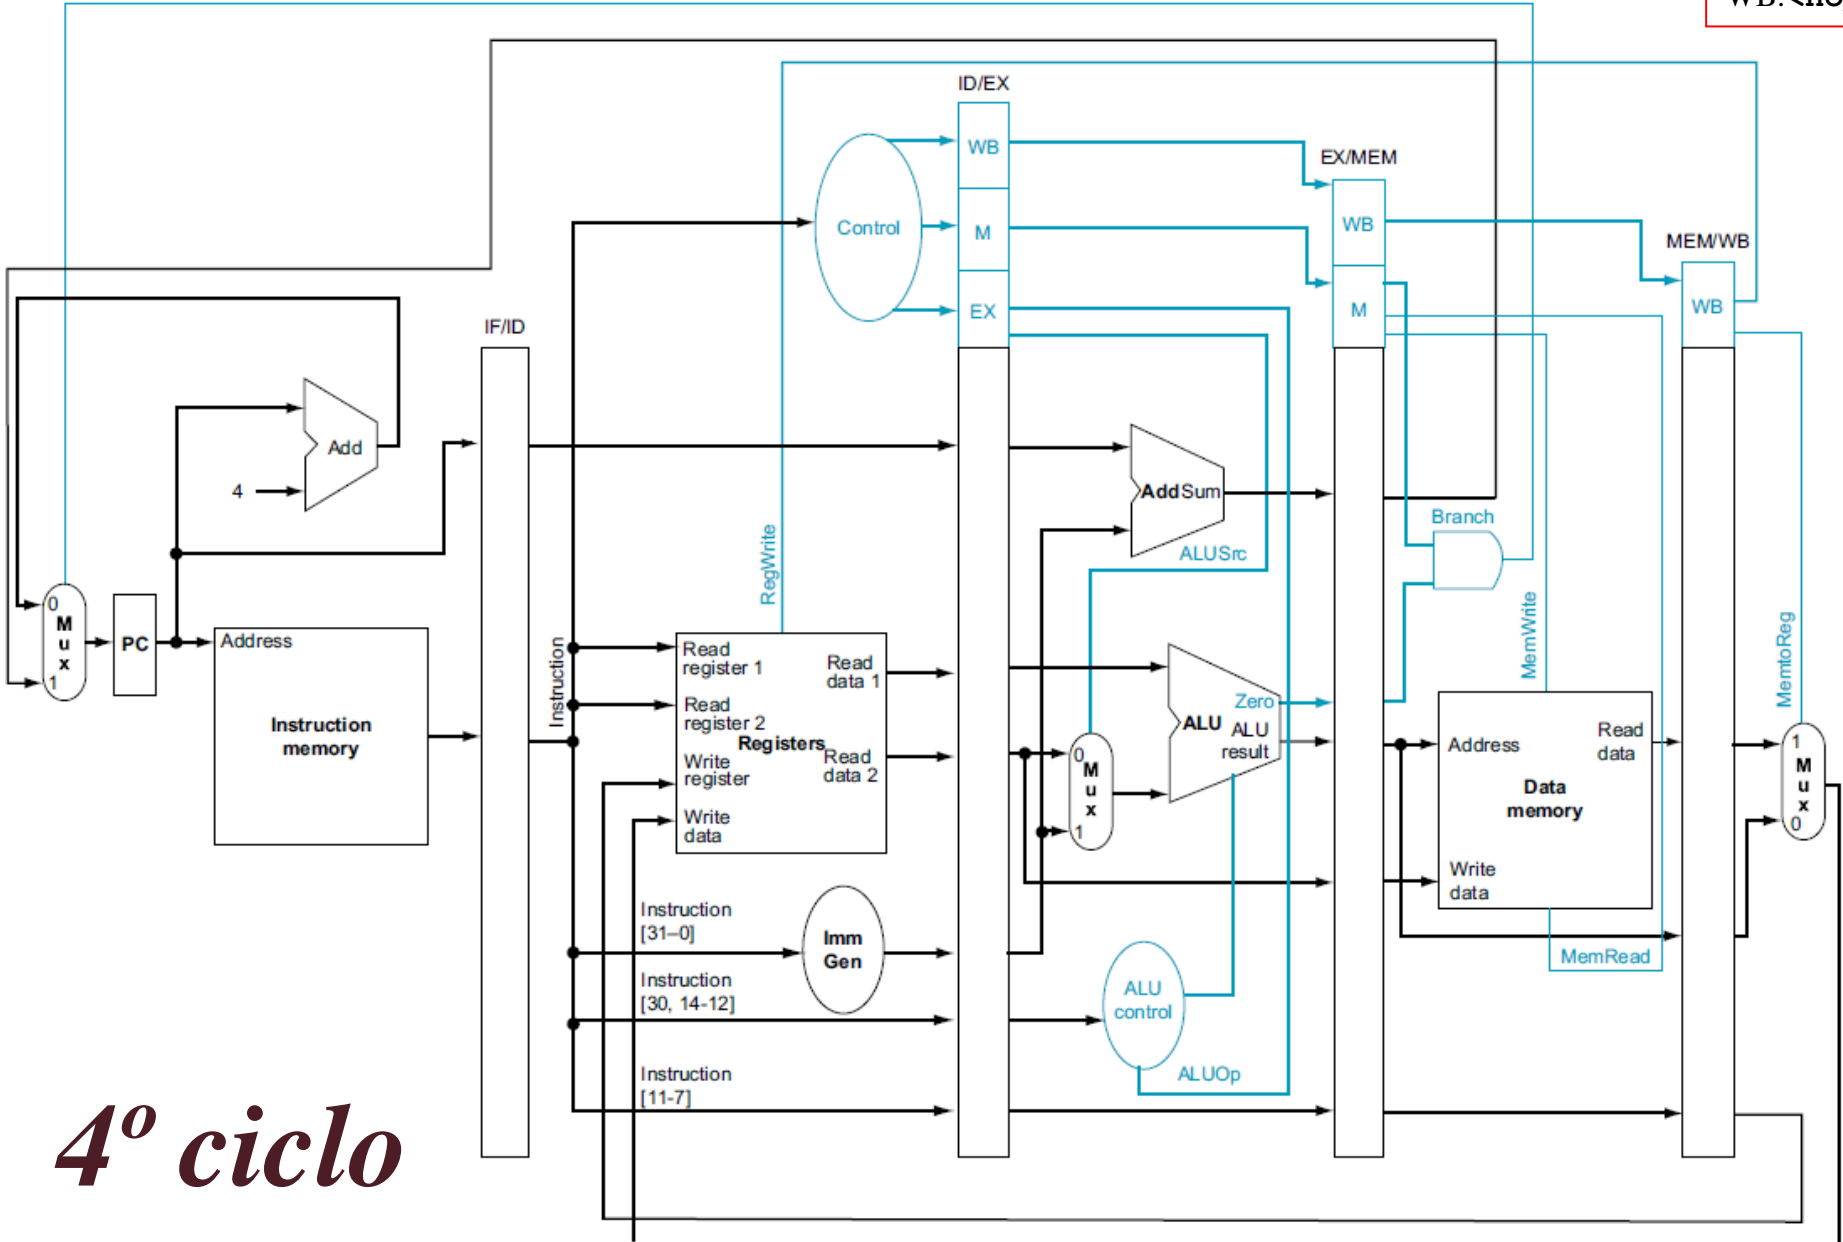 ID/EX
WB
EX/MEM
Control
M
WB
MEM/WB
EX
M
WB
IF/ID
Add
4
AddSum
Branch
ALUSrc
RegWrite
MemWrite
MemtoReg
0
M
u
x
1
PC
Address
Instruction
memory
Instruction
Read
register 1
Read
data 1
Read
register 2
Registers
Write
register
Read
data 2
Write
data
0
M
u
x
1
Zero
ALU
ALU
result
Address
Read
data
Data
memory
Write
data
MemRead
1
M
u
x
0
Instruction
[31–0]
Imm
Gen
Instruction
[30, 14-12]
ALU
control
Instruction
[11-7]
ALUOp
4º ciclo